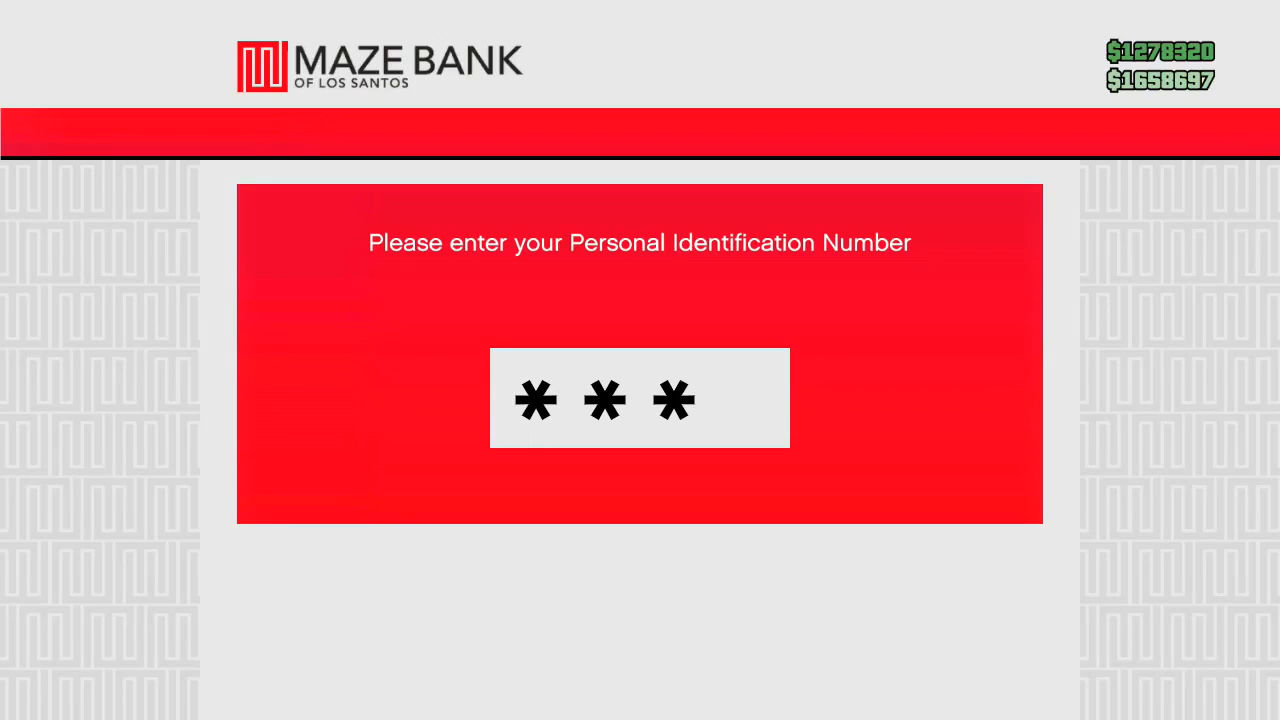 MAZE BANK
OF LOS SANTOS
$1278320
$1658697
Please enter your Personal Identification Number
* * *